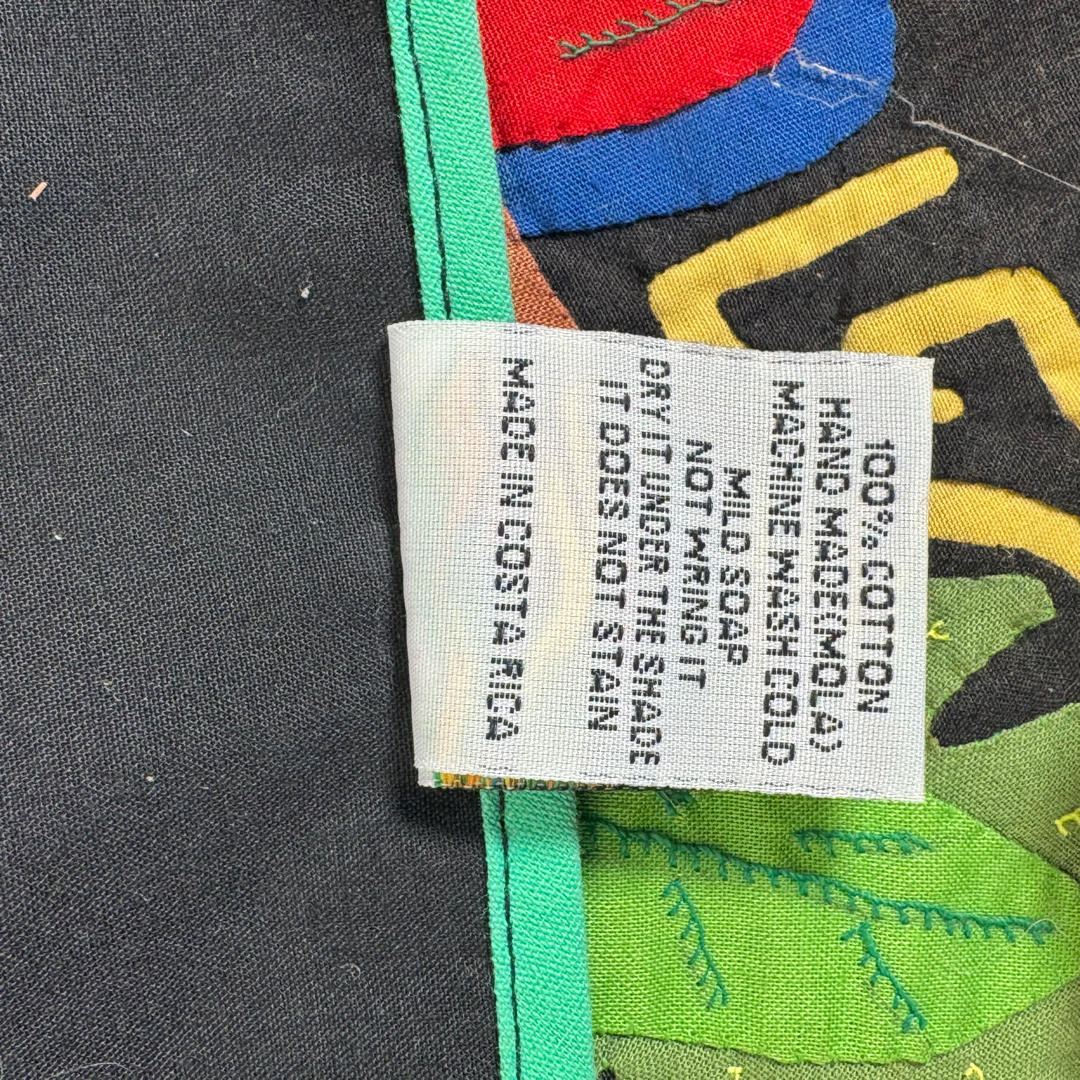 100% COTTON
HAND MADE(MOLA)
MACHINE WASH COLD
MILD SOAP
NOT WRING IT
DRY IT UNDER THE SHADE
IT DOES NOT STAIN
MADE IN COSTA RICA